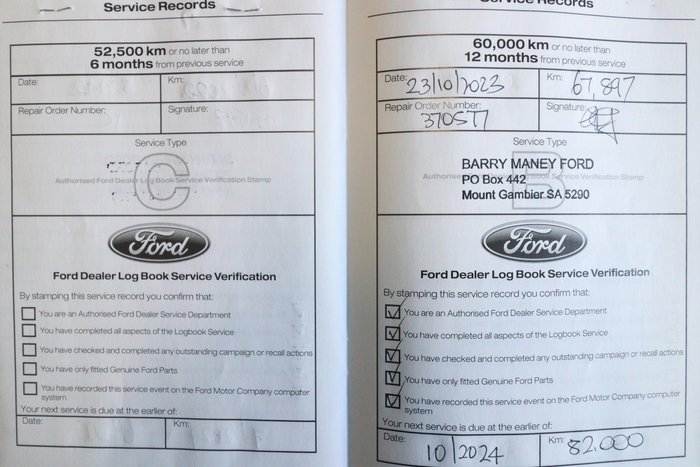 Service Records
52,500 km or no later than
6 months from previous service
Date:
Km:
Repair Order Number:
Signature:
Service Type
C
Authorised Ford Dealer Log Book Service Verification Stamp
Ford
Ford Dealer Log Book Service Verification
By stamping this service record you confirm that:
You are an Authorised Ford Dealer Service Department
You have completed all aspects of the Logbook Service
You have checked and completed any outstanding campaign or recall actions
You have only fitted Genuine Ford Parts
You have recorded this service event on the Ford Motor Company computer
system
Your next service is due at the earlier of:
Date:
Km:
Service Records
60,000 km or no later than
12 months from previous service
Date: 23/10/2023
Km: 67,897
Repair Order Number:
370577
Signature:
Service Type
BARRY MANEY FORD
PO Box 442
Mount Gambier SA 5290
B
Authorised Service Verification Stamp
Ford
Ford Dealer Log Book Service Verification
By stamping this service record you confirm that:
You are an Authorised Ford Dealer Service Department
You have completed all aspects of the Logbook Service
You have checked and completed any outstanding campaign or recall actions
You have only fitted Genuine Ford Parts
You have recorded this service event on the Ford Motor Company computer
system
Your next service is due at the earlier of:
Date: 10/2024
Km: 82,000